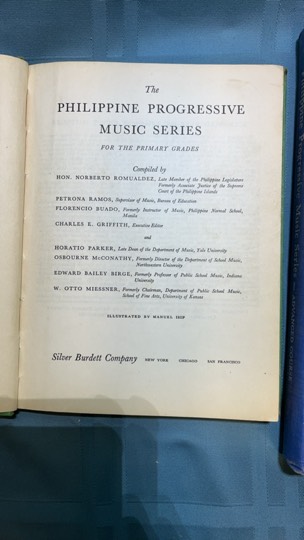 The
PHILIPPINE PROGRESSIVE
MUSIC SERIES
FOR THE PRIMARY GRADES
Compiled by
HON. NORBERTO ROMUALDEZ, Late Member of the Philippine Legislature
Formerly Associate Justice of the Supreme
Court of the Philippine Islands
PETRONA RAMOS, Supervisor of Music, Bureau of Education
FLORENCIO BUADO, Formerly Instructor of Music, Philippine Normal School,
Manila
CHARLES E. GRIFFITH, Executive Editor
and
HORATIO PARKER, Late Dean of the Department of Music, Yale University
OSBOURNE McCONATHY, Formerly Director of the Department of School Music,
Northwestern University
EDWARD BAILEY BIRGE, Formerly Professor of Public School Music, Indiana
University
W. OTTO MIESSNER, Formerly Chairman, Department of Public School Music,
School of Fine Arts, University of Kansas
ILLUSTRATED BY MANUEL ISIP
Silver Burdett Company NEW YORK CHICAGO SAN FRANCISCO